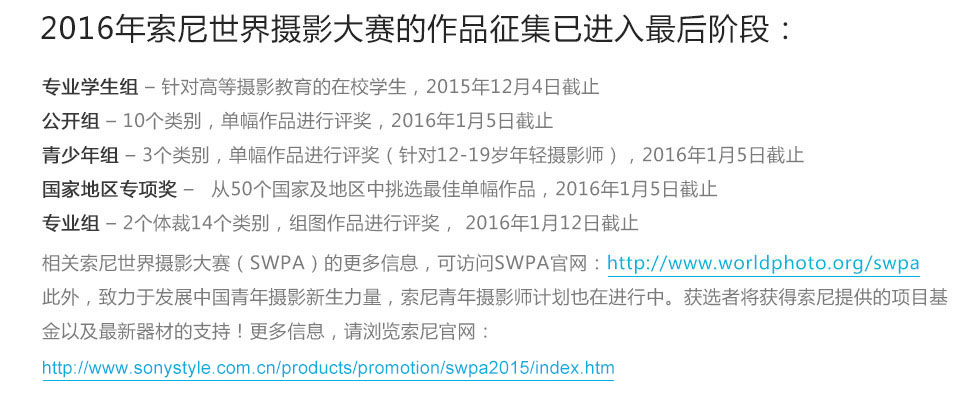 2016年索尼世界摄影大赛的作品征集已进入最后阶段：
专业学生组 – 针对高等摄影教育的在校学生，2015年12月4日截止
公开组 – 10个类别，单幅作品进行评奖，2016年1月5日截止
青少年组 – 3个类别，单幅作品进行评奖（针对12-19岁年轻摄影师），2016年1月5日截止
国家地区专项奖 – 从50个国家及地区中挑选最佳单幅作品，2016年1月5日截止
专业组 – 2个体裁14个类别，组图作品进行评奖， 2016年1月12日截止
相关索尼世界摄影大赛（SWPA）的更多信息，可访问SWPA官网：http://www.worldphoto.org/swpa
此外，致力于发展中国青年摄影新生力量，索尼青年摄影师计划也在进行中。获选者将获得索尼提供的项目基
金以及最新器材的支持！更多信息，请浏览索尼官网：
http://www.sonystyle.com.cn/products/promotion/swpa2015/index.htm